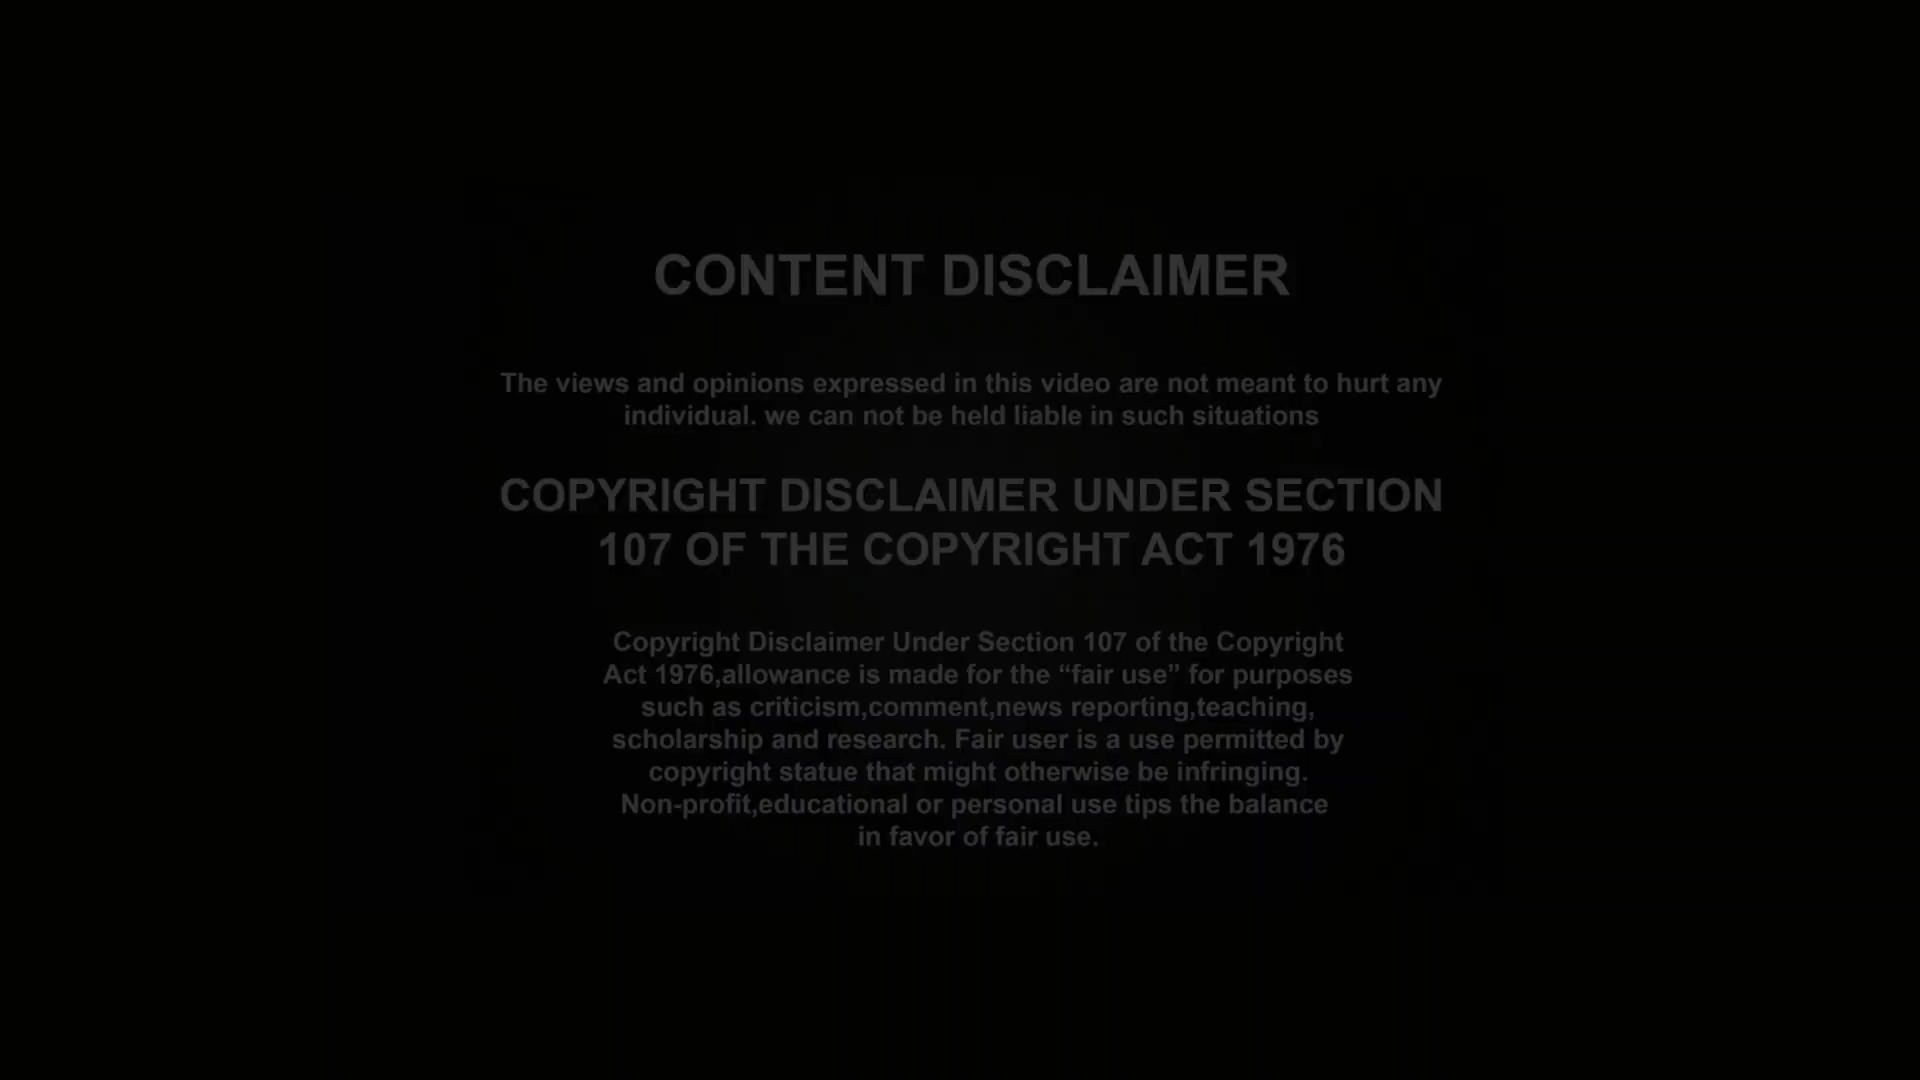 CONTENT DISCLAIMER
The views and opinions expressed in this video are not meant to hurt any
individual. we can not be held liable in such situations
COPYRIGHT DISCLAIMER UNDER SECTION
107 OF THE COPYRIGHT ACT 1976
Copyright Disclaimer Under Section 107 of the Copyright
Act 1976,allowance is made for the “fair use” for purposes
such as criticism,comment,news reporting,teaching,
scholarship and research. Fair user is a use permitted by
copyright statue that might otherwise be infringing.
Non-profit,educational or personal use tips the balance
in favor of fair use.